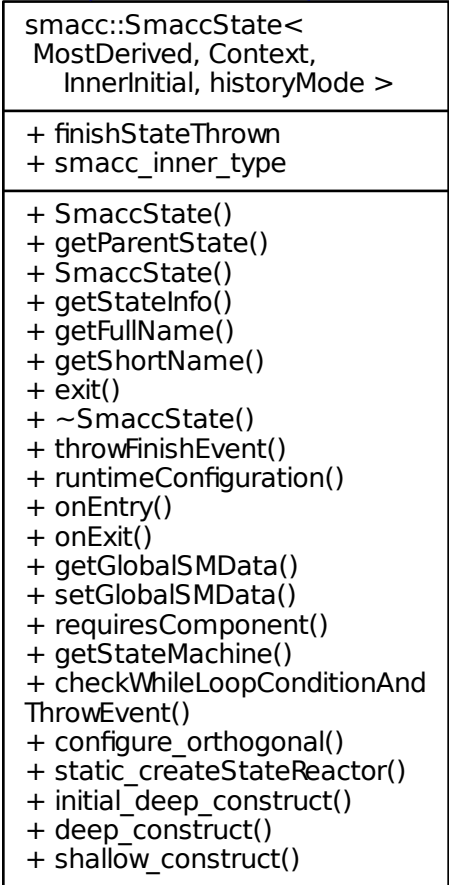 smacc::SmaccState<
MostDerived, Context,
InnerInitial, historyMode >
+ finishStateThrown
+ smacc_inner_type
+ SmaccState()
+ getParentState()
+ SmaccState()
+ getStateInfo()
+ getFullName()
+ getShortName()
+ exit()
+ ~SmaccState()
+ throwFinishEvent()
+ runtimeConfiguration()
+ onEntry()
+ onExit()
+ getGlobalSMData()
+ setGlobalSMData()
+ requiresComponent()
+ getStateMachine()
+ checkWhileLoopConditionAnd
ThrowEvent()
+ configure_orthogonal()
+ static_createStateReactor()
+ initial_deep_construct()
+ deep_construct()
+ shallow_construct()